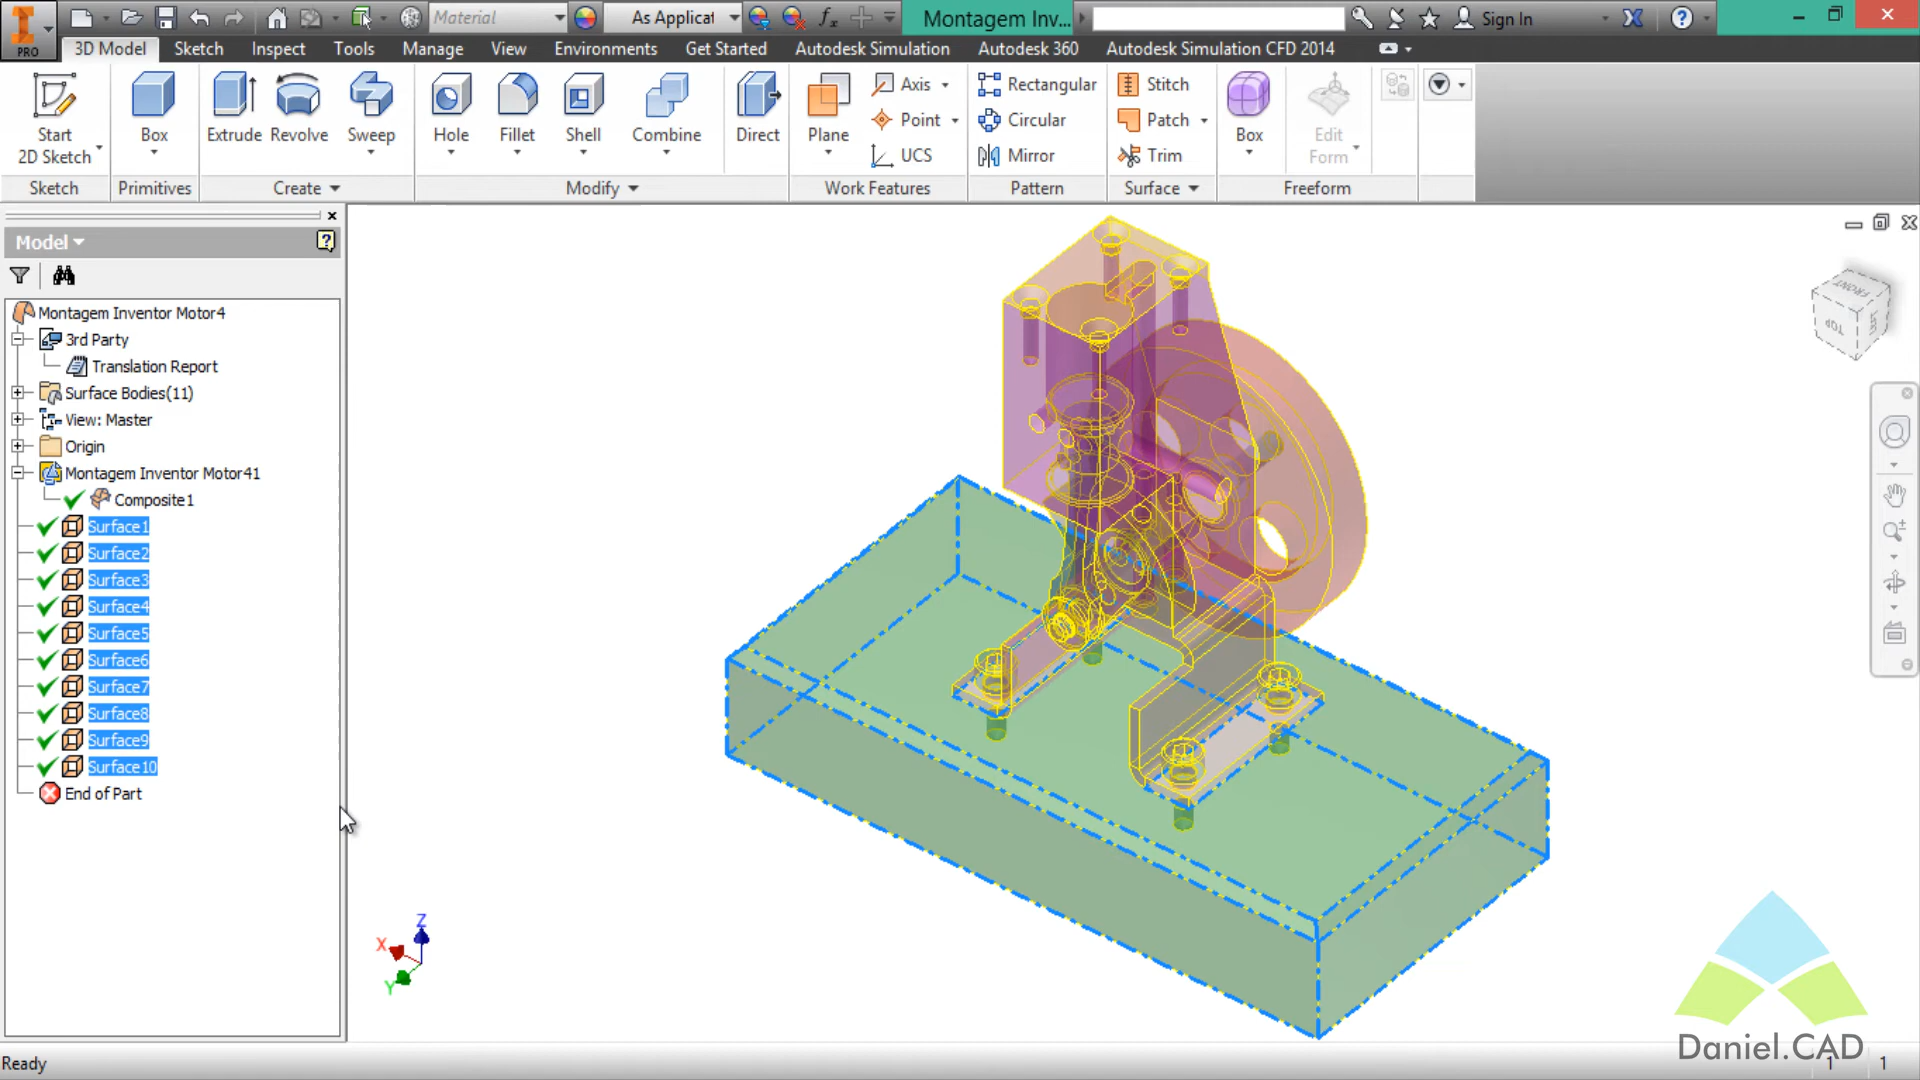 Material
As Applicat
Montagem Inv...
Sign In
PRO
3D Model
Sketch
Inspect
Tools
Manage
View
Environments
Get Started
Autodesk Simulation
Autodesk 360
Autodesk Simulation CFD 2014
Start
2D Sketch
Box
Extrude
Revolve
Sweep
Hole
Fillet
Shell
Combine
Direct
Plane
Axis
Point
UCS
Rectangular
Circular
Mirror
Stitch
Patch
Trim
Box
Edit
Form
Sketch
Primitives
Create
Modify
Work Features
Pattern
Surface
Freeform
Model
Montagem Inventor Motor4
3rd Party
Translation Report
Surface Bodies(11)
View: Master
Origin
Montagem Inventor Motor41
Composite1
Surface1
Surface2
Surface3
Surface4
Surface5
Surface6
Surface7
Surface8
Surface9
Surface10
End of Part
FRONT
TOP
Z
X
Y
Daniel.CAD
Ready
1
1